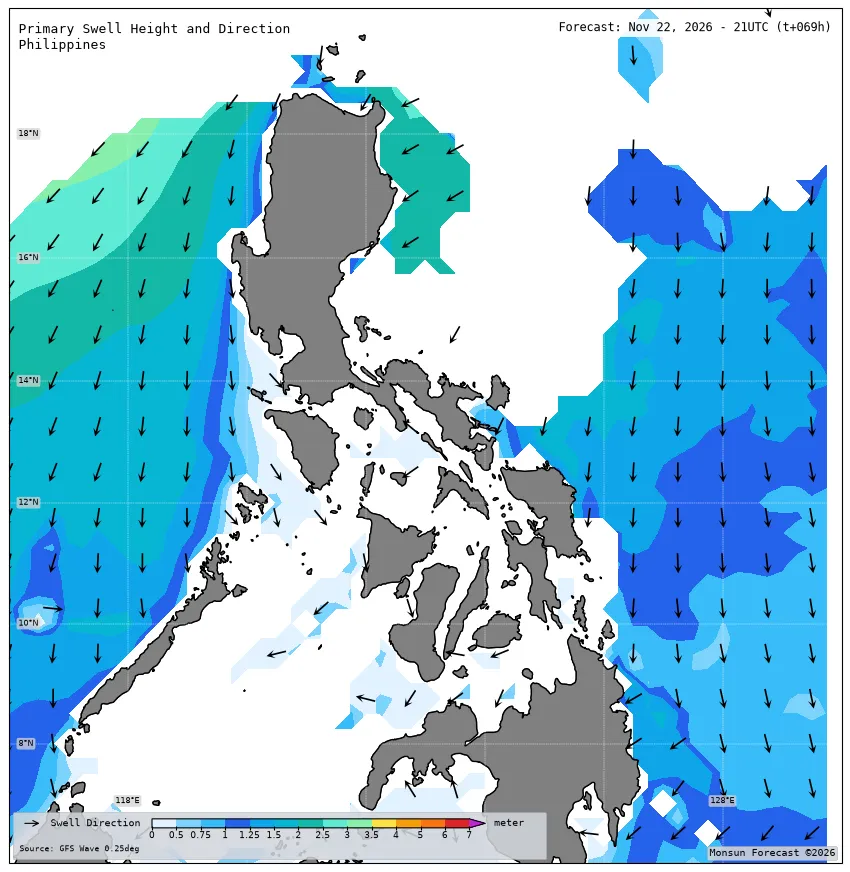 Primary Swell Height and Direction
Philippines
Forecast: Nov 22, 2026 - 21UTC (t+069h)
18°N
16°N
14°N
12°N
10°N
8°N
118°E
128°E
Swell Direction
0 0.5 0.75 1 1.25 1.5 2 2.5 3 3.5 4 5 6 7
meter
Source: GFS Wave 0.25deg
Monsun Forecast ©2026